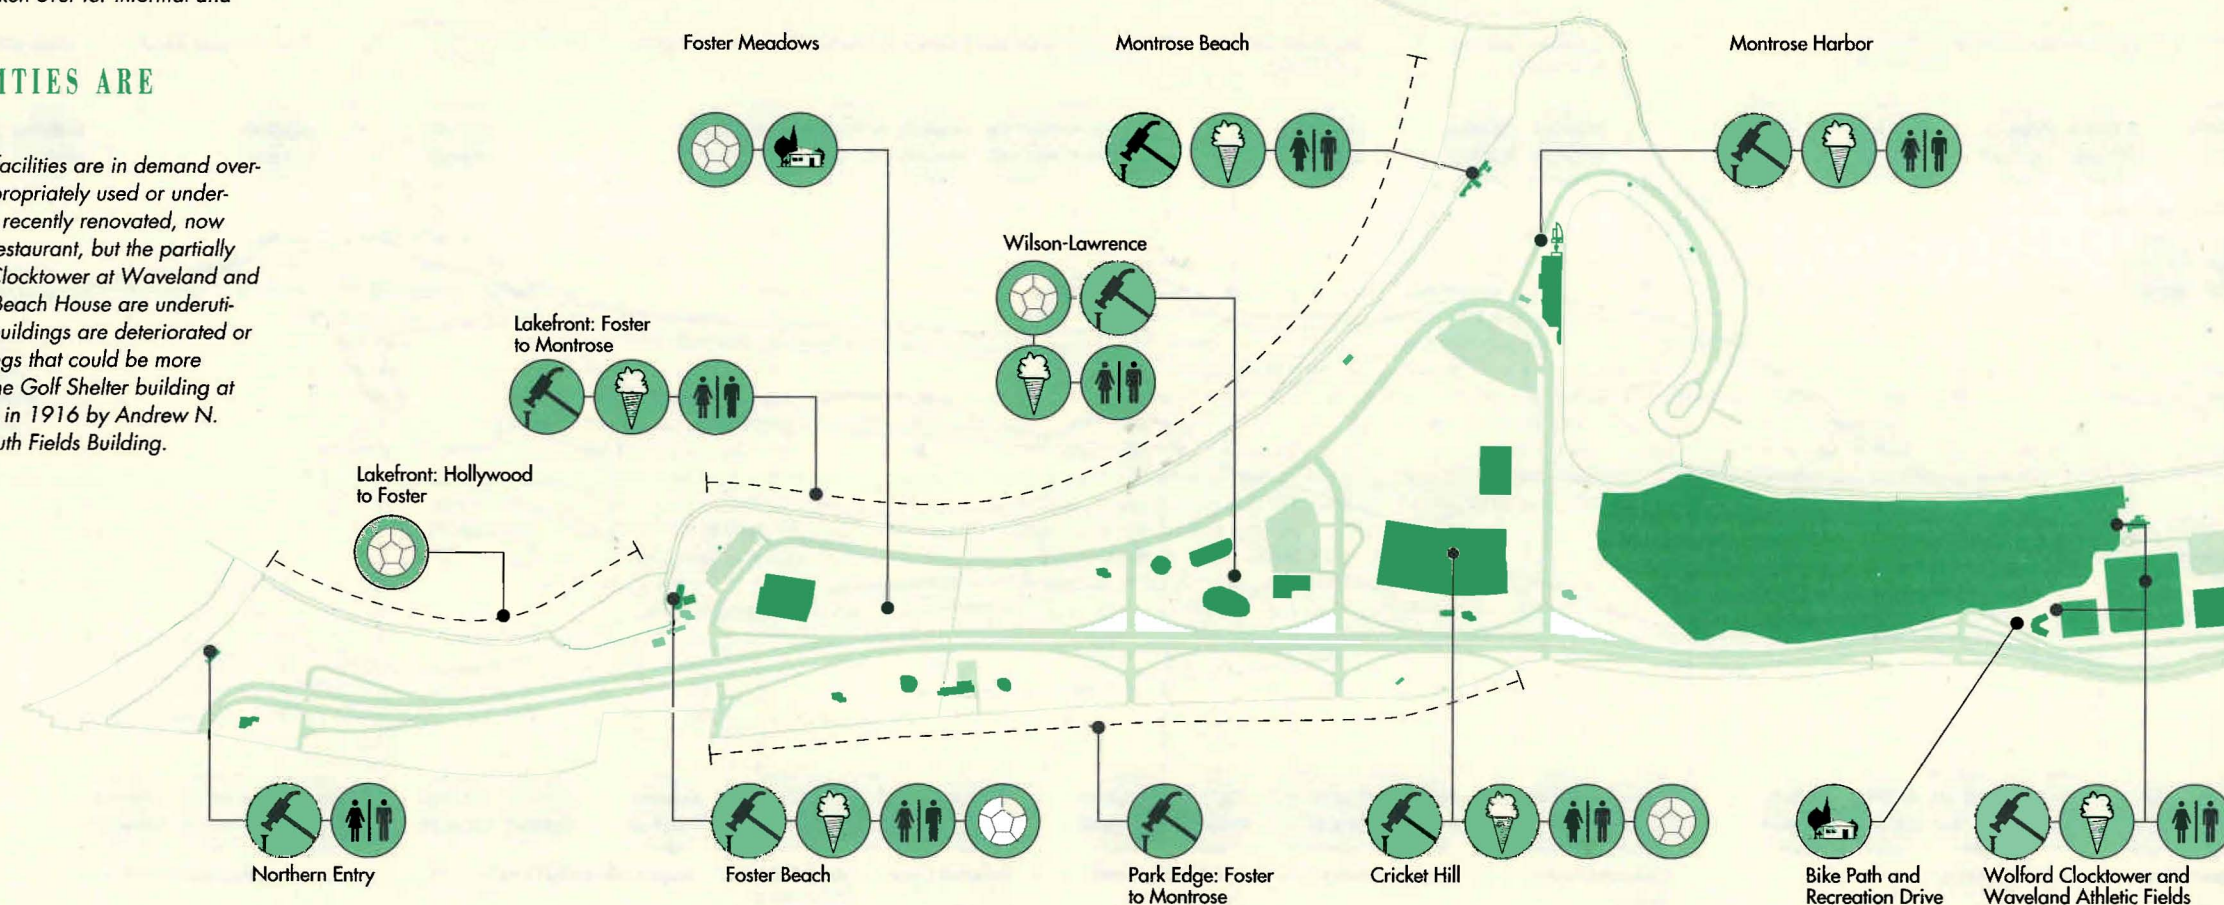 ITIES ARE
acilities are in demand over-
propriately used or under-
recently renovated, now
estaurant, but the partially
Clocktower at Waveland and
Beach House are underuti-
uildings are deteriorated or
gs that could be more
e Golf Shelter building at
in 1916 by Andrew N.
uth Fields Building.
Foster Meadows
Montrose Beach
Montrose Harbor
Wilson-Lawrence
Lakefront: Foster
to Montrose
Lakefront: Hollywood
to Foster
Northern Entry
Foster Beach
Park Edge: Foster
to Montrose
Cricket Hill
Bike Path and
Recreation Drive
Wolford Clocktower and
Waveland Athletic Fields